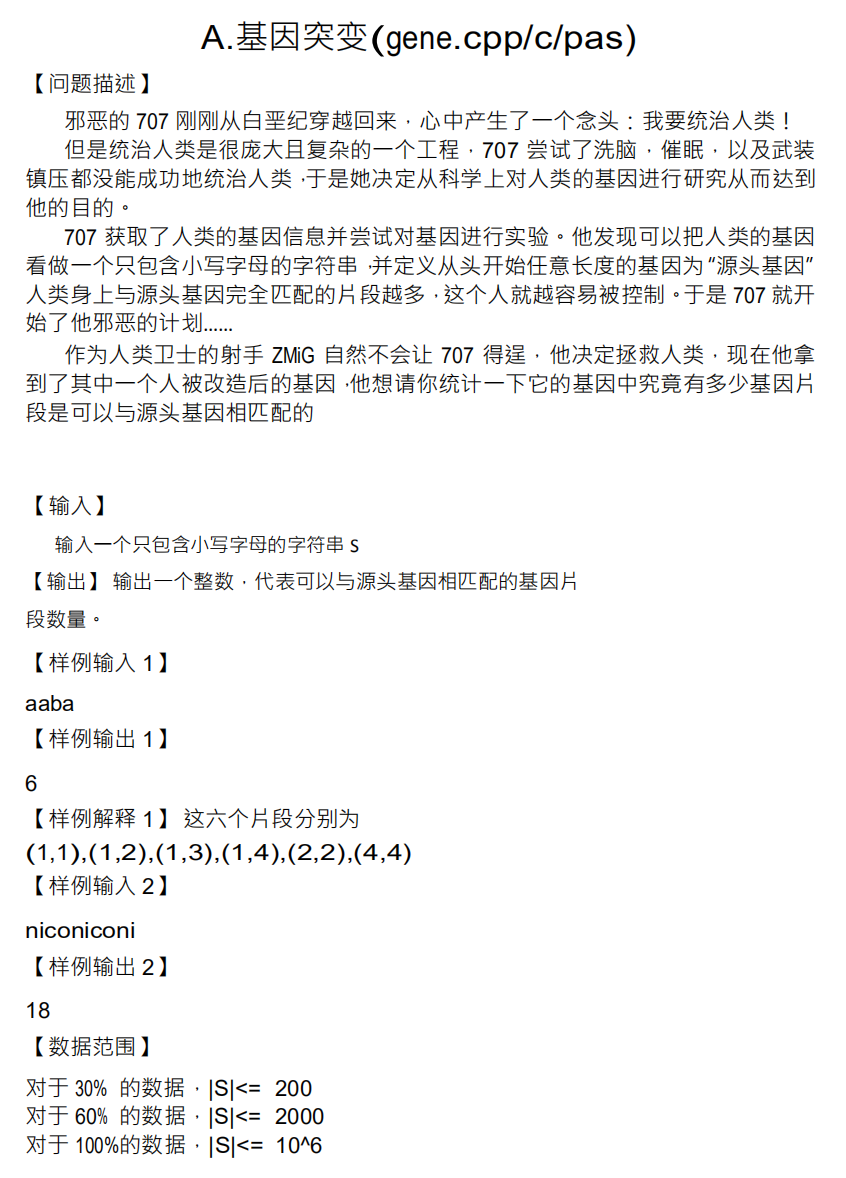 A.基因突变(gene.cpp/c/pas)
【问题描述】
邪恶的 707 刚刚从白垩纪穿越回来，心中产生了一个念头：我要统治人类！
但是统治人类是很庞大且复杂的一个工程，707 尝试了洗脑，催眠，以及武装
镇压都没能成功地统治人类，于是她决定从科学上对人类的基因进行研究从而达到
他的目的。
707 获取了人类的基因信息并尝试对基因进行实验。他发现可以把人类的基因
看做一个只包含小写字母的字符串，并定义从头开始任意长度的基因为“源头基因”
人类身上与源头基因完全匹配的片段越多，这个人就越容易被控制。于是 707 就开
始了他邪恶的计划......
作为人类卫士的射手 ZMiG 自然不会让 707 得逞，他决定拯救人类，现在他拿
到了其中一个人被改造后的基因，他想请你统计一下它的基因中究竟有多少基因片
段是可以与源头基因相匹配的
【输入】
输入一个只包含小写字母的字符串 S
【输出】 输出一个整数，代表可以与源头基因相匹配的基因片
段数量。
【样例输入 1】
aaba
【样例输出 1】
6
【样例解释 1】 这六个片段分别为
(1,1),(1,2),(1,3),(1,4),(2,2),(4,4)
【样例输入 2】
niconiconi
【样例输出 2】
18
【数据范围】
对于 30% 的数据，|S|<= 200
对于 60% 的数据，|S|<= 2000
对于 100%的数据，|S|<= 10^6